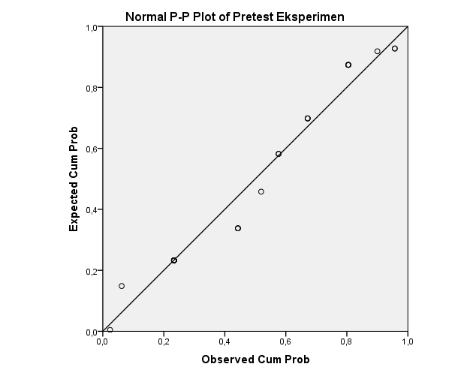 Normal P-P Plot of Pretest Eksperimen
1,0
0,8
0,6
0,4
0,2
0,0
Expected Cum Prob
0,0 0,2 0,4 0,6 0,8 1,0
Observed Cum Prob